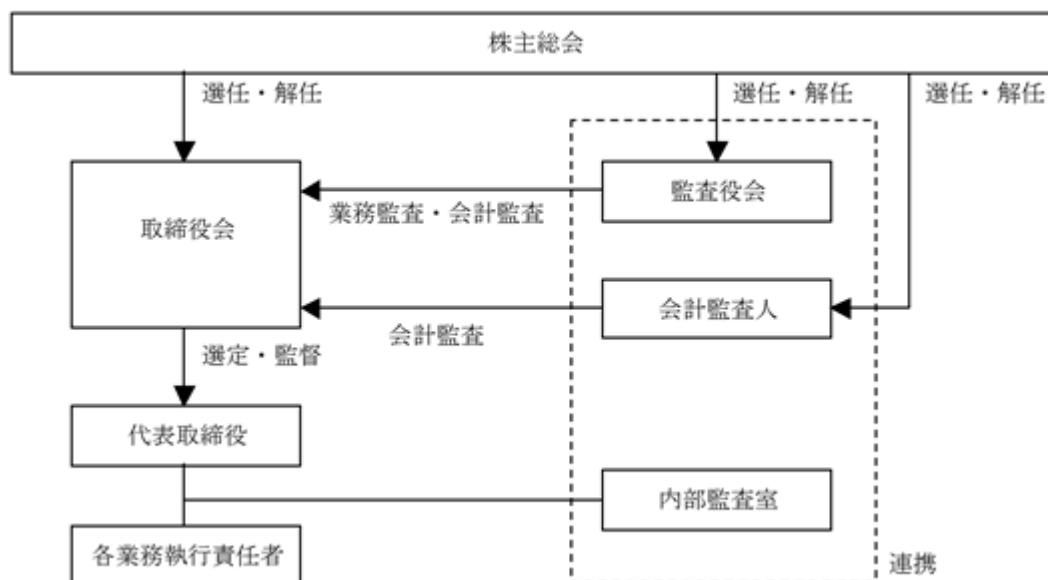 株主総会
選任・解任
選任・解任
選任・解任
取締役会
監査役会
業務監査・会計監査
会計監査人
会計監査
選定・監督
代表取締役
内部監査室
各業務執行責任者
連携